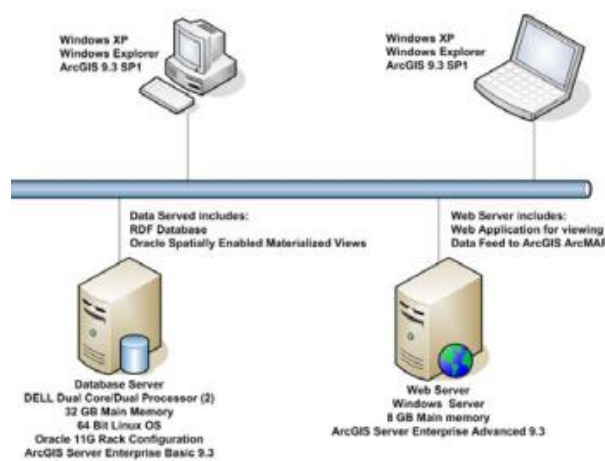 Windows XP
Windows Explorer
ArcGIS 9.3 SP1
Windows XP
Windows Explorer
ArcGIS 9.3 SP1
Data Served includes:
RDF Database
Oracle Spatially Enabled Materialized Views
Web Server includes:
Web Application for viewing
Data Feed to ArcGIS ArcMAP
Database Server
DELL Dual Core/Dual Processor (2)
32 GB Main Memory
64 Bit Linux OS
Oracle 11G Rack Configuration
ArcGIS Server Enterprise Basic 9.3
Web Server
Windows Server
8 GB Main memory
ArcGIS Server Enterprise Advanced 9.3